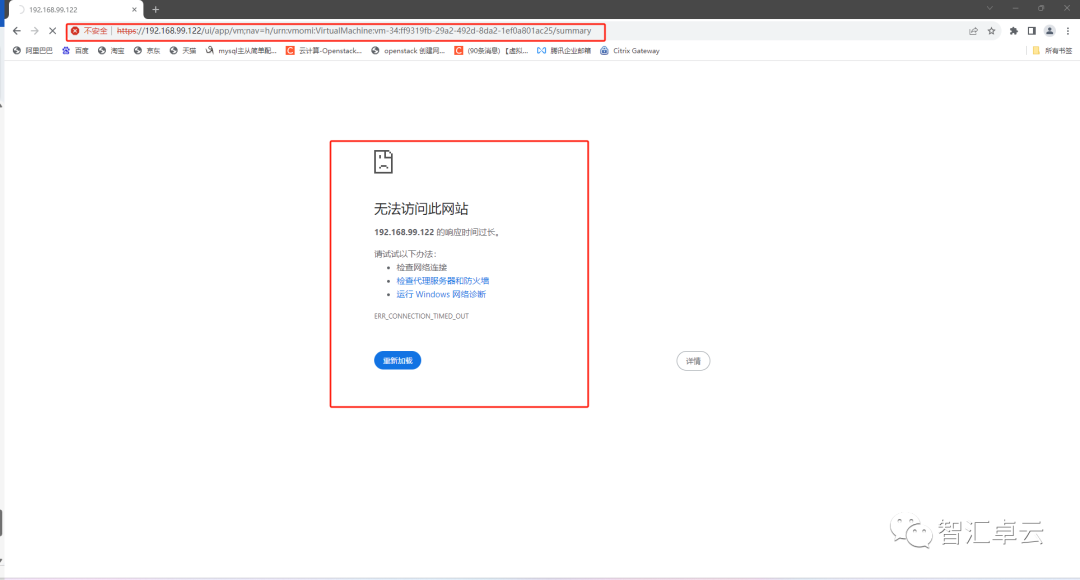 192.168.99.122
不安全 | https://192.168.99.122/ui/app/vm;nav=h/urn:vmomi:VirtualMachine:vm-34:ff9319fb-29a2-492d-8da2-1ef0a801ac25/summary
阿里巴巴 百度 淘宝 京东 天猫 mysql主从简单配... 云计算-Openstack... openstack 创建网... (90条消息)【虚拟... 腾讯企业邮箱 Citrix Gateway 所有书签
无法访问此网站
192.168.99.122 的响应时间过长。
请试试以下办法:
• 检查网络连接
• 检查代理服务器和防火墙
• 运行 Windows 网络诊断
ERR_CONNECTION_TIMED_OUT
重新加载 详情
智汇卓云